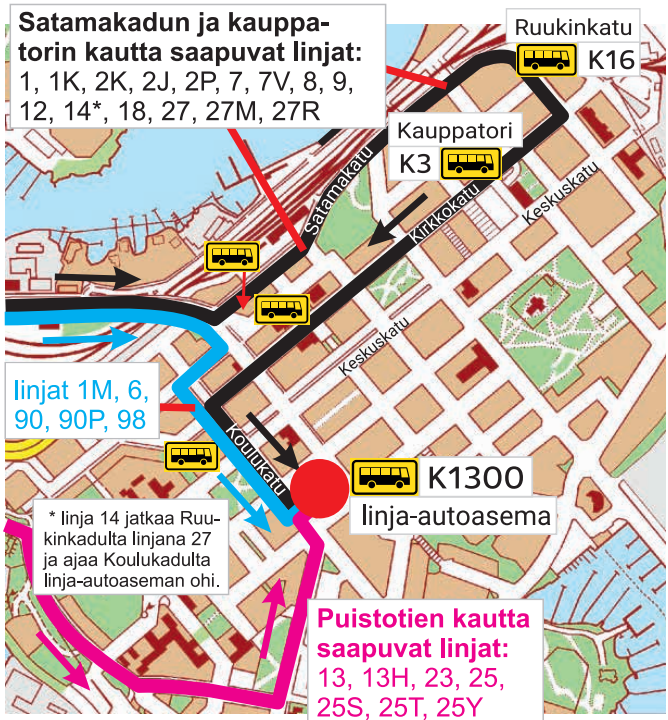 Satamakadun ja kauppa-
torin kautta saapuvat linjat:
1, 1K, 2K, 2J, 2P, 7, 7V, 8, 9,
12, 14*, 18, 27, 27M, 27R
Ruukinkatu
K16
Kauppatori
K3
Satamakatu
Kirkkokatu
Keskuskatu
Keskuskatu
linjat 1M, 6,
90, 90P, 98
Koulukatu
K1300
linja-autoasema
* linja 14 jatkaa Ruu-
kinkadulta linjana 27
ja ajaa Koulukadulta
linja-autoaseman ohi.
Puistotien kautta
saapuvat linjat:
13, 13H, 23, 25,
25S, 25T, 25Y